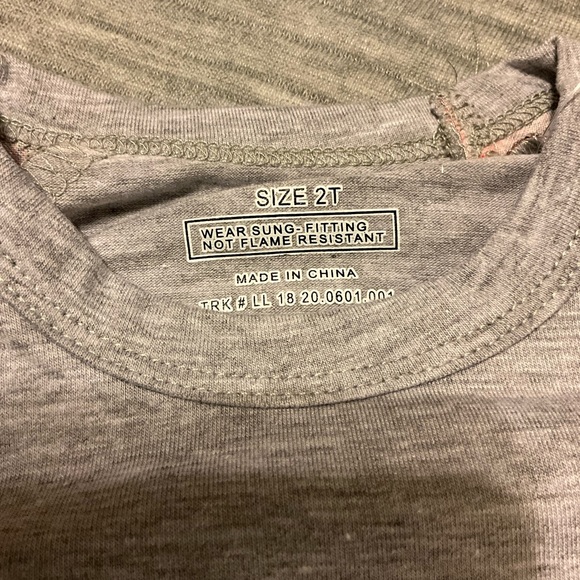 SIZE 2T
WEAR SUNG-FITTING
NOT FLAME RESISTANT
MADE IN CHINA
TRK # LL 18 20.0601.001